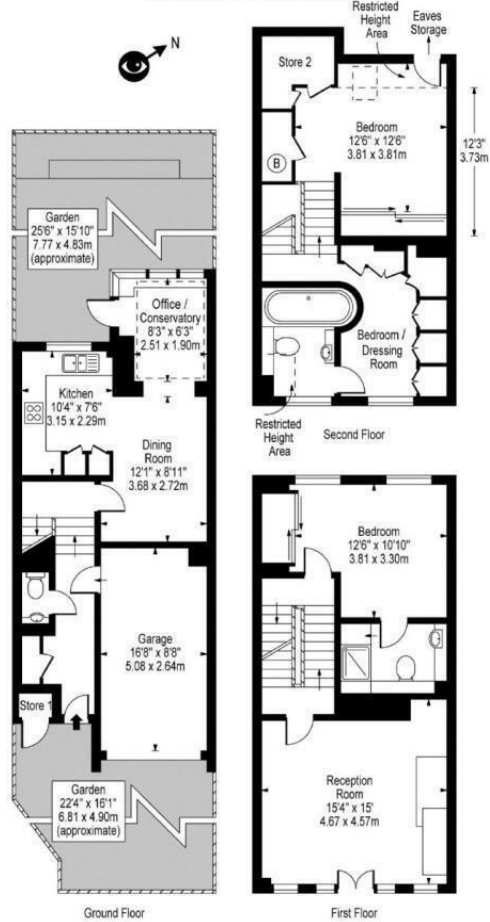 N
Garden
25'6" x 15'10"
7.77 x 4.83m
(approximate)
Office /
Conservatory
8'3" x 6'3"
2.51 x 1.90m
Kitchen
10'4" x 7'6"
3.15 x 2.29m
Dining
Room
12'1" x 8'11"
3.68 x 2.72m
Garage
16'8" x 8'8"
5.08 x 2.64m
Store 1
Garden
22'4" x 16'1"
6.81 x 4.90m
(approximate)
Ground Floor
Restricted
Height
Area
Eaves
Storage
Store 2
Bedroom
12'6" x 12'6"
3.81 x 3.81m
12'3"
3.73m
B
Bedroom /
Dressing
Room
Restricted
Height
Area
Second Floor
Bedroom
12'6" x 10'10"
3.81 x 3.30m
Reception
Room
15'4" x 15'
4.67 x 4.57m
First Floor